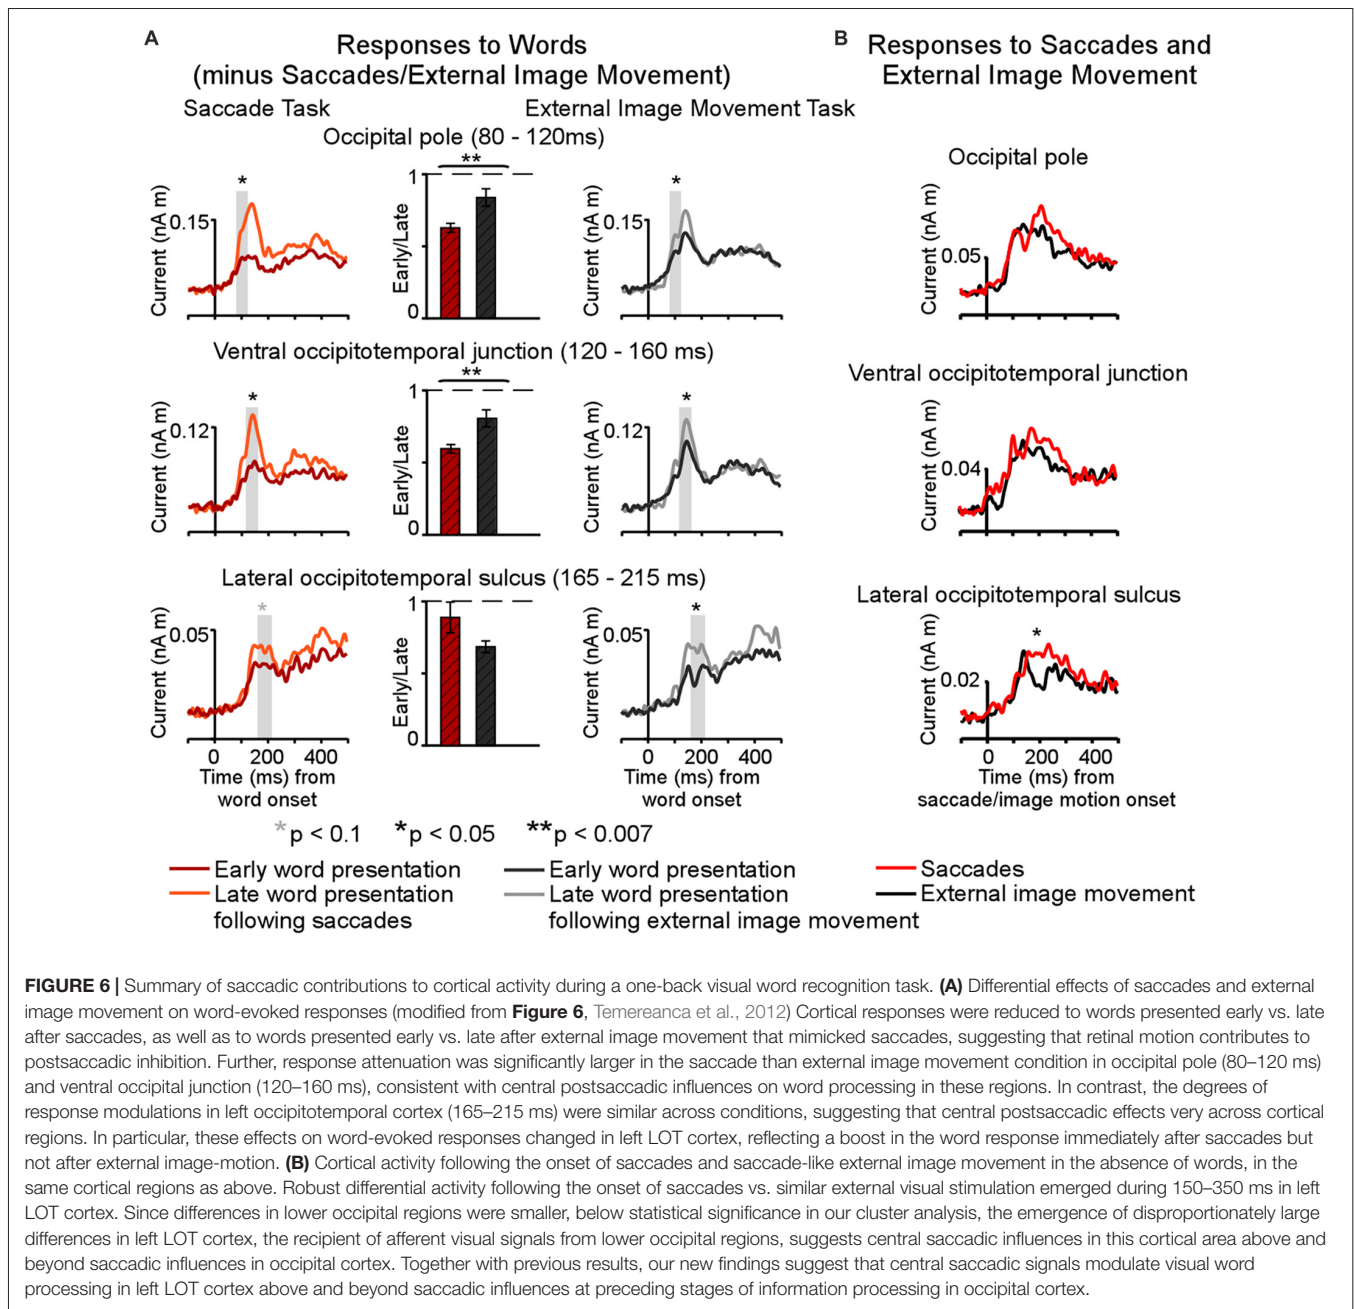 A
Responses to Words
(minus Saccades/External Image Movement)
B
Responses to Saccades and
External Image Movement
Saccade Task
External Image Movement Task
Occipital pole (80 - 120ms)
Occipital pole
Current (nA m)
0.15
*
Early/Late
1
0
**
Current (nA m)
0.15
*
Current (nA m)
0.05
Ventral occipitotemporal junction (120 - 160 ms)
Ventral occipitotemporal junction
Current (nA m)
0.12
*
Early/Late
1
0
**
Current (nA m)
0.12
*
Current (nA m)
0.04
Lateral occipitotemporal sulcus (165 - 215 ms)
Lateral occipitotemporal sulcus
Current (nA m)
0.05
*
Early/Late
1
0
Current (nA m)
0.05
*
Current (nA m)
0.02
*
0 200 400
Time (ms) from
word onset
0 200 400
Time (ms) from
word onset
0 200 400
Time (ms) from
saccade/image motion onset
*p < 0.1 *p < 0.05 **p < 0.007
Early word presentation
Late word presentation
following saccades
Early word presentation
Late word presentation
following external image movement
Saccades
External image movement
FIGURE 6 | Summary of saccadic contributions to cortical activity during a one-back visual word recognition task. (A) Differential effects of saccades and external
image movement on word-evoked responses (modified from Figure 6, Temereanca et al., 2012) Cortical responses were reduced to words presented early vs. late
after saccades, as well as to words presented early vs. late after external image movement that mimicked saccades, suggesting that retinal motion contributes to
postsaccadic inhibition. Further, response attenuation was significantly larger in the saccade than external image movement condition in occipital pole (80–120 ms)
and ventral occipital junction (120–160 ms), consistent with central postsaccadic influences on word processing in these regions. In contrast, the degrees of
response modulations in left occipitotemporal cortex (165–215 ms) were similar across conditions, suggesting that central postsaccadic effects very across cortical
regions. In particular, these effects on word-evoked responses changed in left LOT cortex, reflecting a boost in the word response immediately after saccades but
not after external image-motion. (B) Cortical activity following the onset of saccades and saccade-like external image movement in the absence of words, in the
same cortical regions as above. Robust differential activity following the onset of saccades vs. similar external visual stimulation emerged during 150–350 ms in left
LOT cortex. Since differences in lower occipital regions were smaller, below statistical significance in our cluster analysis, the emergence of disproportionately large
differences in left LOT cortex, the recipient of afferent visual signals from lower occipital regions, suggests central saccadic influences in this cortical area above and
beyond saccadic influences in occipital cortex. Together with previous results, our new findings suggest that central saccadic signals modulate visual word
processing in left LOT cortex above and beyond saccadic influences at preceding stages of information processing in occipital cortex.